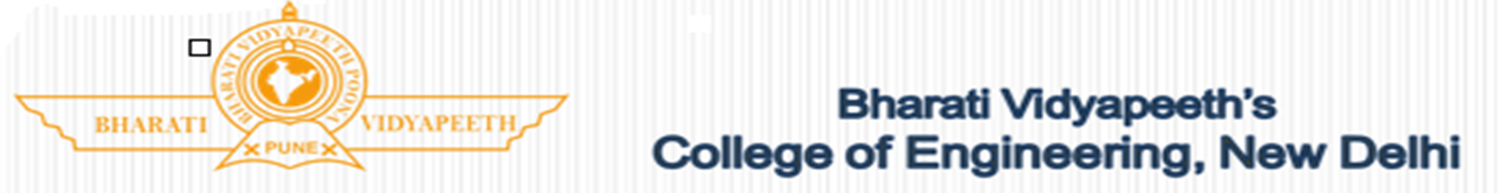 BHARATI VIDYAPEETH POONA
BHARATI VIDYAPEETH
PUNE
Bharati Vidyapeeth's
College of Engineering, New Delhi